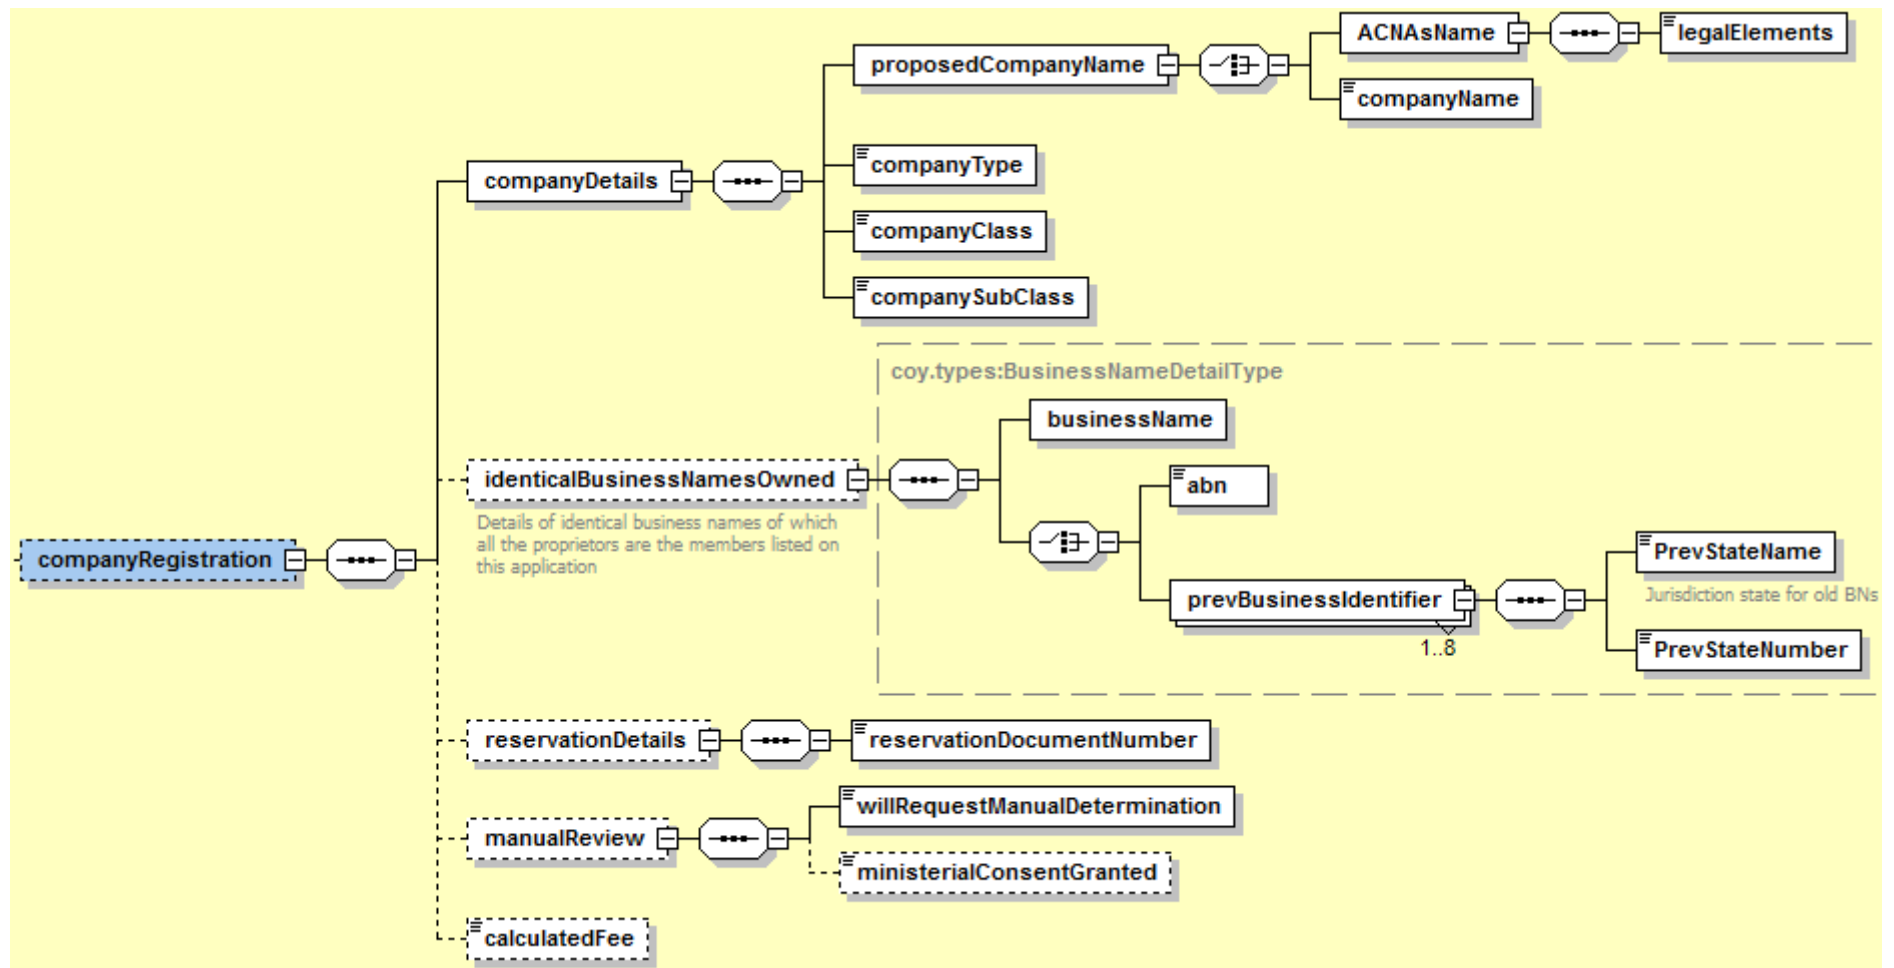 ACNAsName
legalElements
proposedCompanyName
companyName
companyType
companyDetails
companyClass
companySubClass
coy.types:BusinessNameDetailType
businessName
identicalBusinessNamesOwned
abn
Details of identical business names of which
all the proprietors are the members listed on
this application
companyRegistration
PrevStateName
Jurisdiction state for old BNs
prevBusinessIdentifier
1..8
PrevStateNumber
reservationDetails
reservationDocumentNumber
willRequestManualDetermination
manualReview
ministerialConsentGranted
calculatedFee